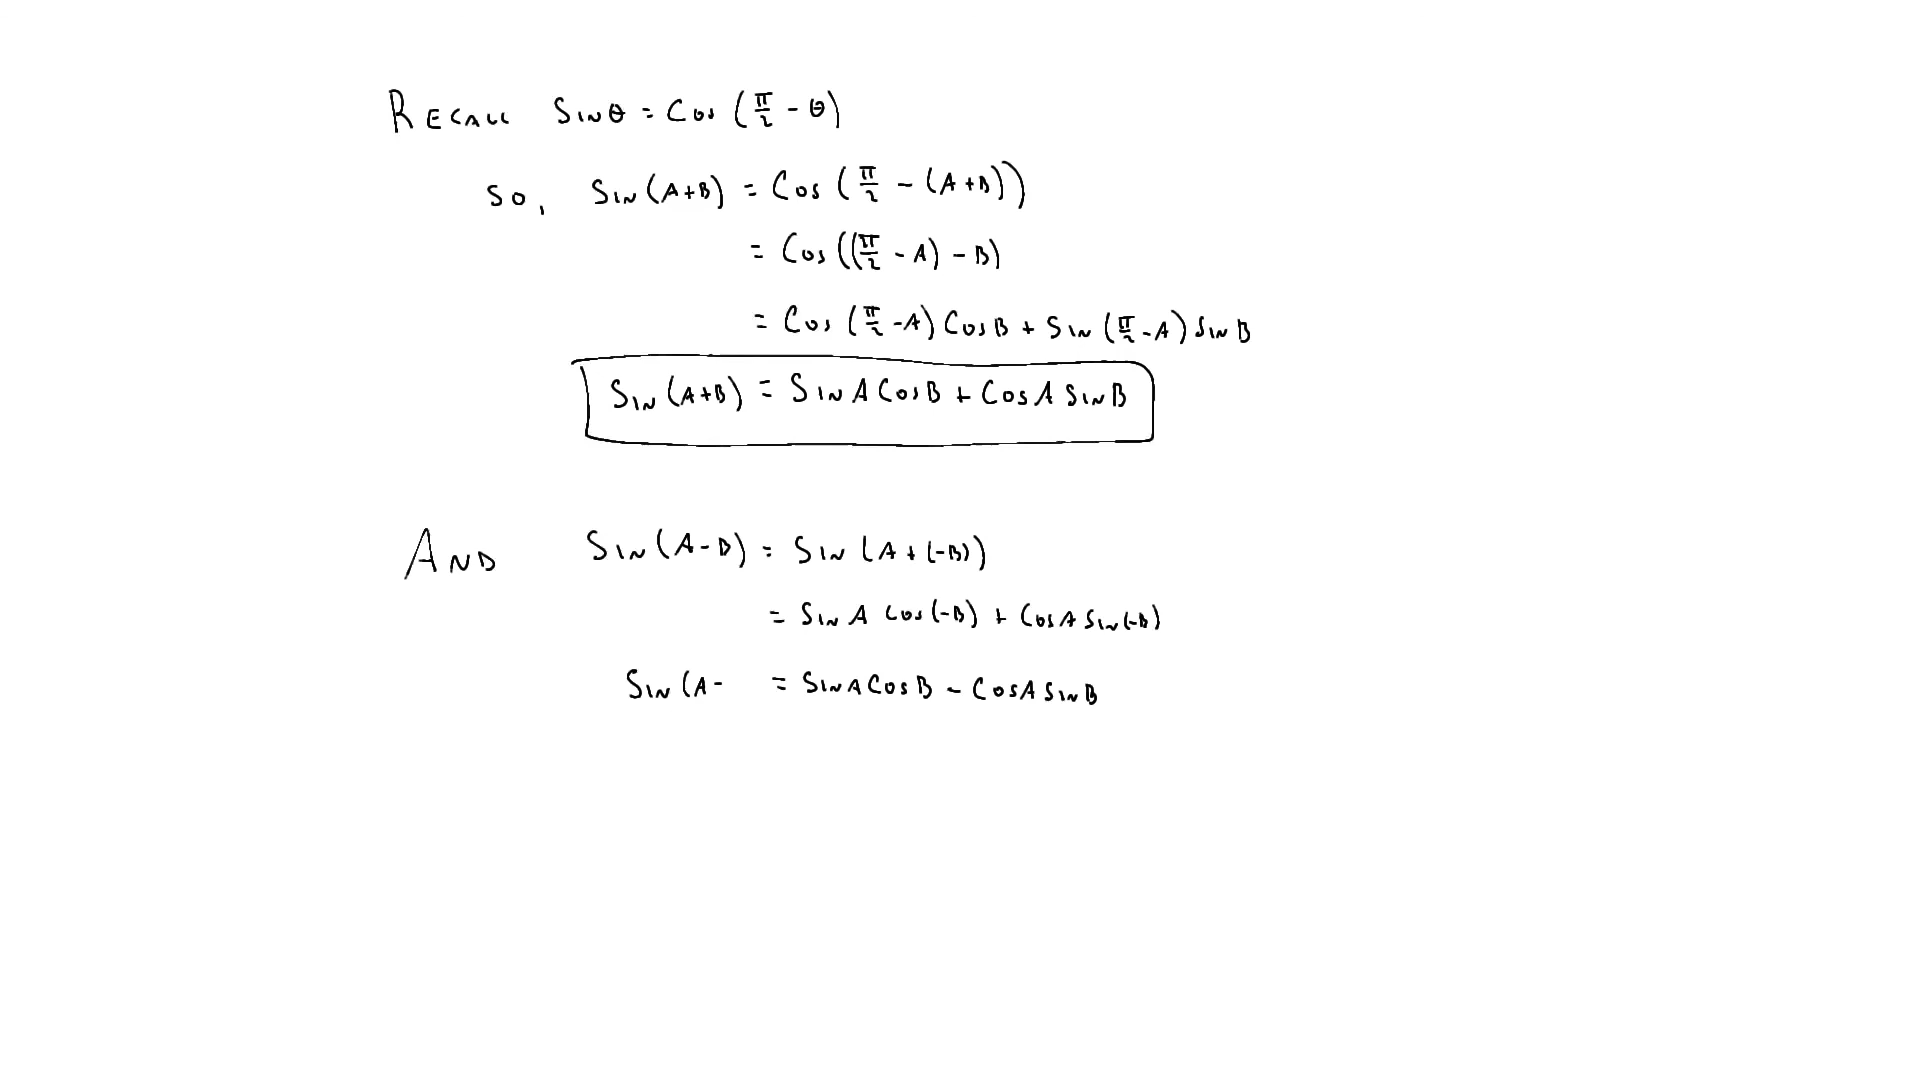 RECALL Sinθ = Cos (π/2 - θ)
SO, Sin(A+B) = Cos (π/2 - (A+B))
= Cos ((π/2 - A) - B)
= Cos (π/2 - A) Cos B + Sin (π/2 - A) Sin B
Sin (A+B) = Sin A Cos B + Cos A Sin B
AND Sin (A-B) = Sin (A + (-B))
= Sin A Cos (-B) + Cos A Sin (-B)
Sin (A- = Sin A Cos B - Cos A Sin B